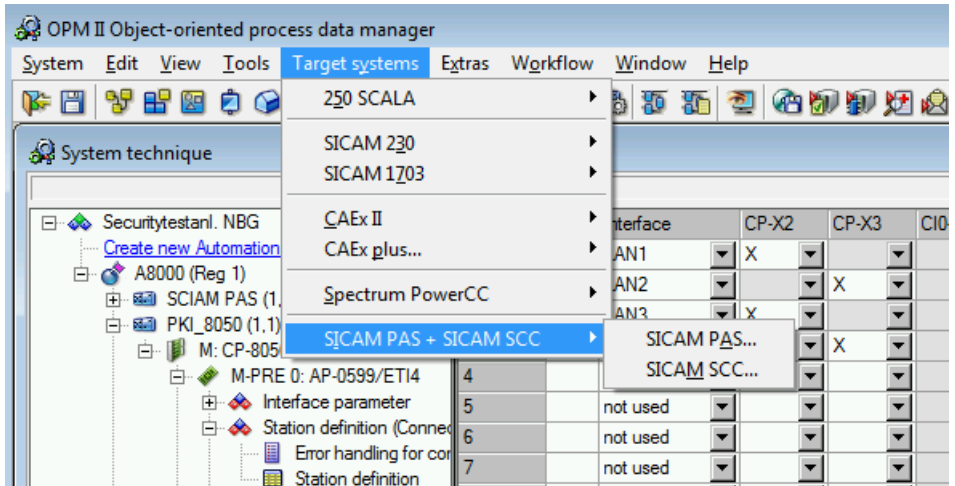 OPM II Object-oriented process data manager
System Edit View Tools Target systems Extras Workflow Window Help
250 SCALA
SICAM 230
SICAM 1703
CAEx II
CAEx plus...
Spectrum PowerCC
SICAM PAS + SICAM SCC
SICAM PAS...
SICAM SCC...
System technique
Securitytestanl. NBG
Create new Automation
A8000 (Reg 1)
SCIAM PAS (1,
PKI_8050 (1,1)
M: CP-805
M-PRE 0: AP-0599/ETI4
Interface parameter
Station definition (Connec
Error handling for cor
Station definition
nterface CP-X2 CP-X3 CI0-
AN1 X
AN2 X
AN3 X
X
4
5 not used
6 not used
7 not used